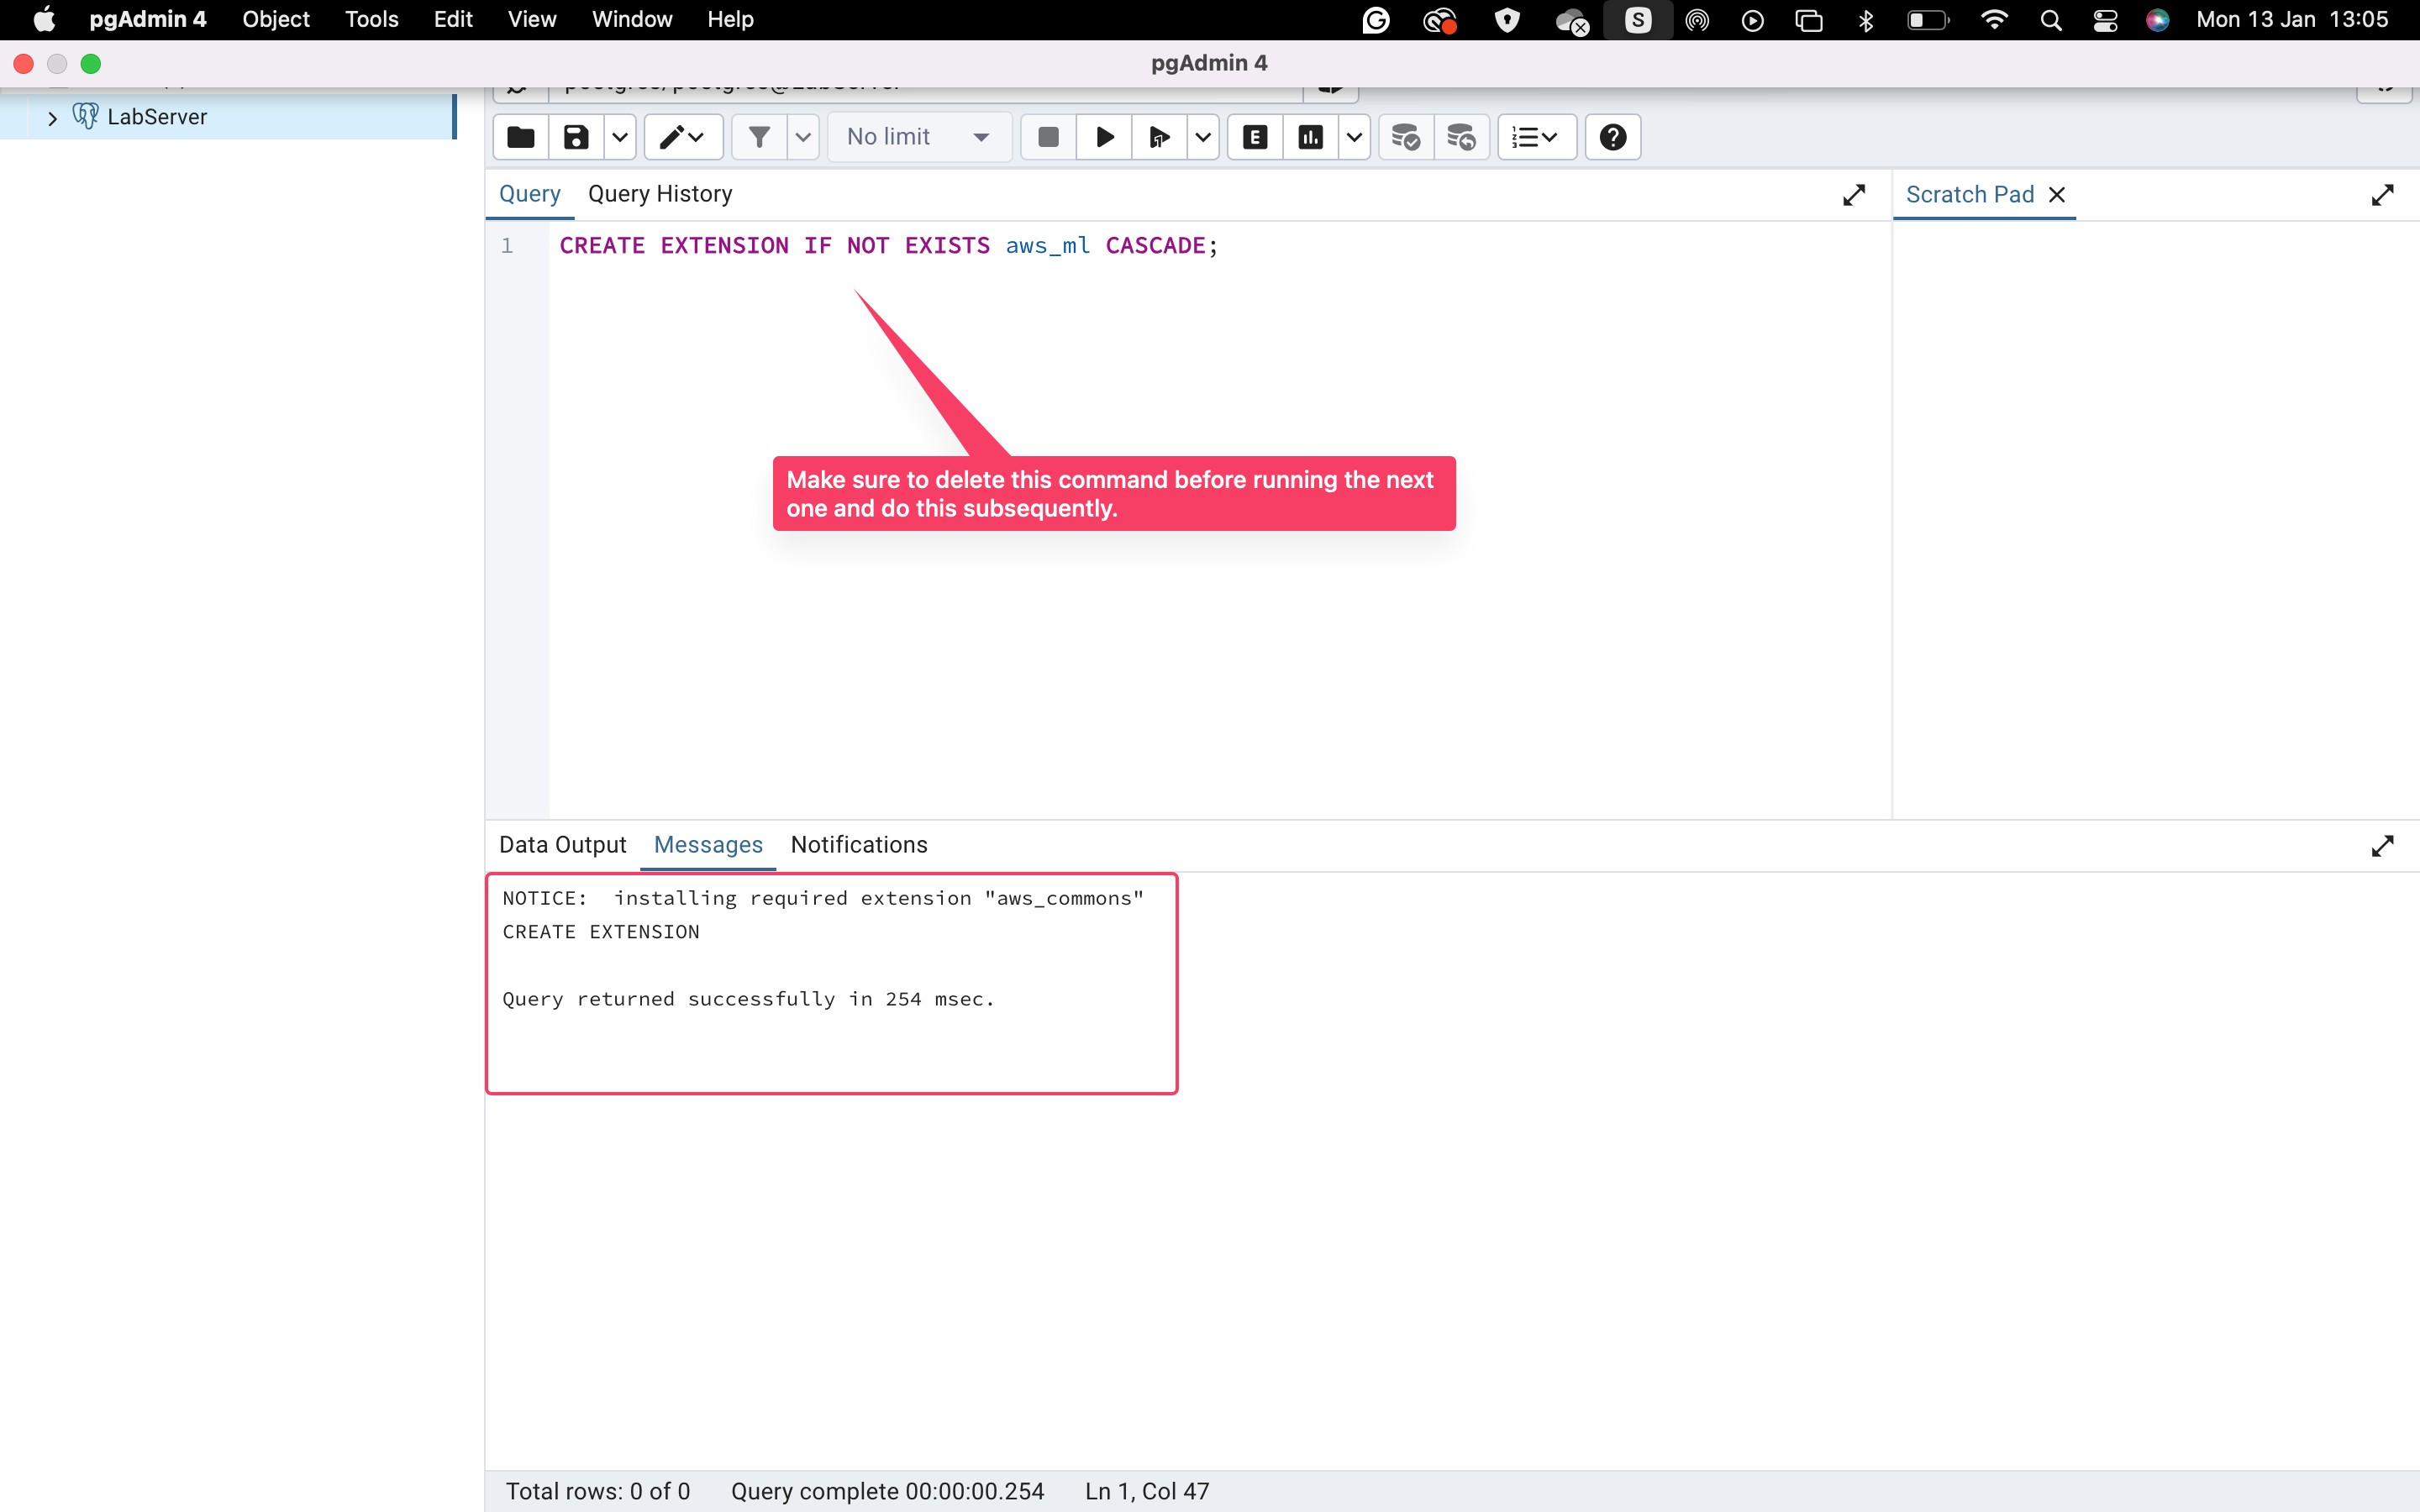 pgAdmin 4 Object Tools Edit View Window Help Mon 13 Jan 13:05
pgAdmin 4
LabServer
postgres/postgres@LabServer
No limit
Query Query History Scratch Pad
1 CREATE EXTENSION IF NOT EXISTS aws_ml CASCADE;
Make sure to delete this command before running the next
one and do this subsequently.
Data Output Messages Notifications
NOTICE:  installing required extension "aws_commons"
CREATE EXTENSION
Query returned successfully in 254 msec.
Total rows: 0 of 0 Query complete 00:00:00.254 Ln 1, Col 47